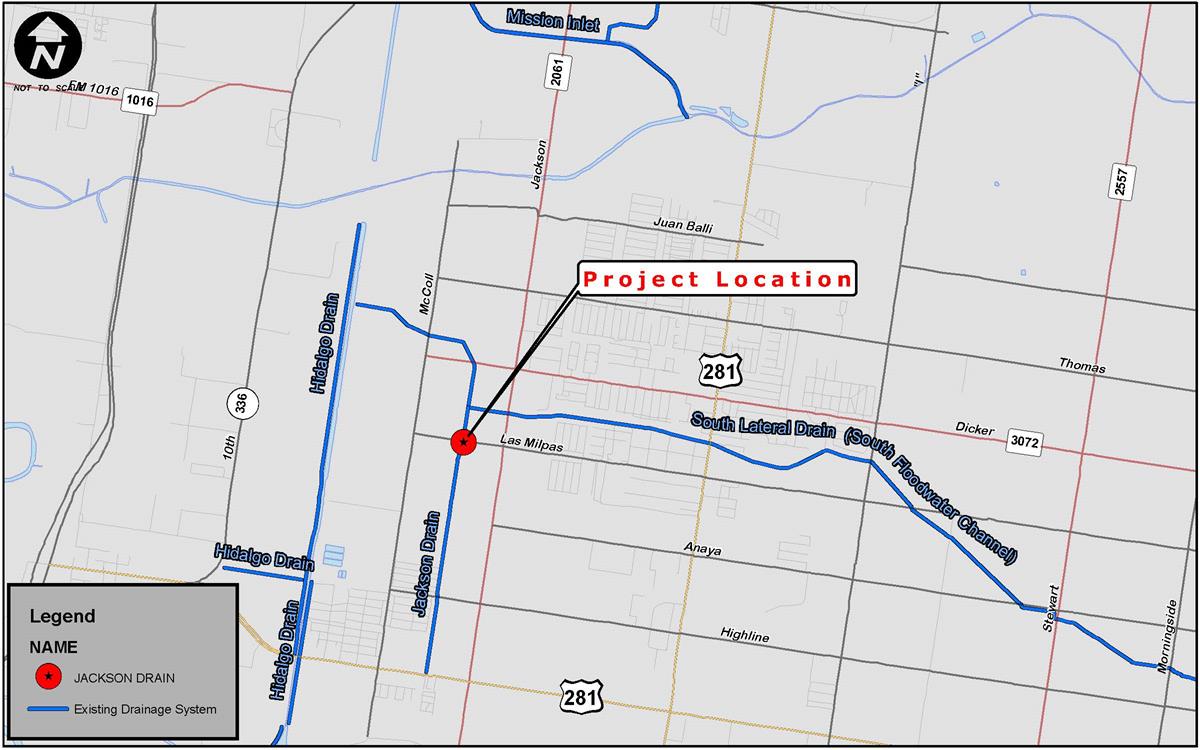 Mission Inlet
N
NOT TO SCALE
FM 1016
1016
2061
"I"
Jackson
2557
Juan Balli
Project Location
McColl
Hidalgo Drain
281
Thomas
336
10th
South Lateral Drain (South Floodwater Channel)
Dicker
3072
Las Milpas
Jackson Drain
Anaya
Hidalgo Drain
Stewart
Morningside
Highline
Hidalgo Drain
281
Legend
NAME
JACKSON DRAIN
Existing Drainage System